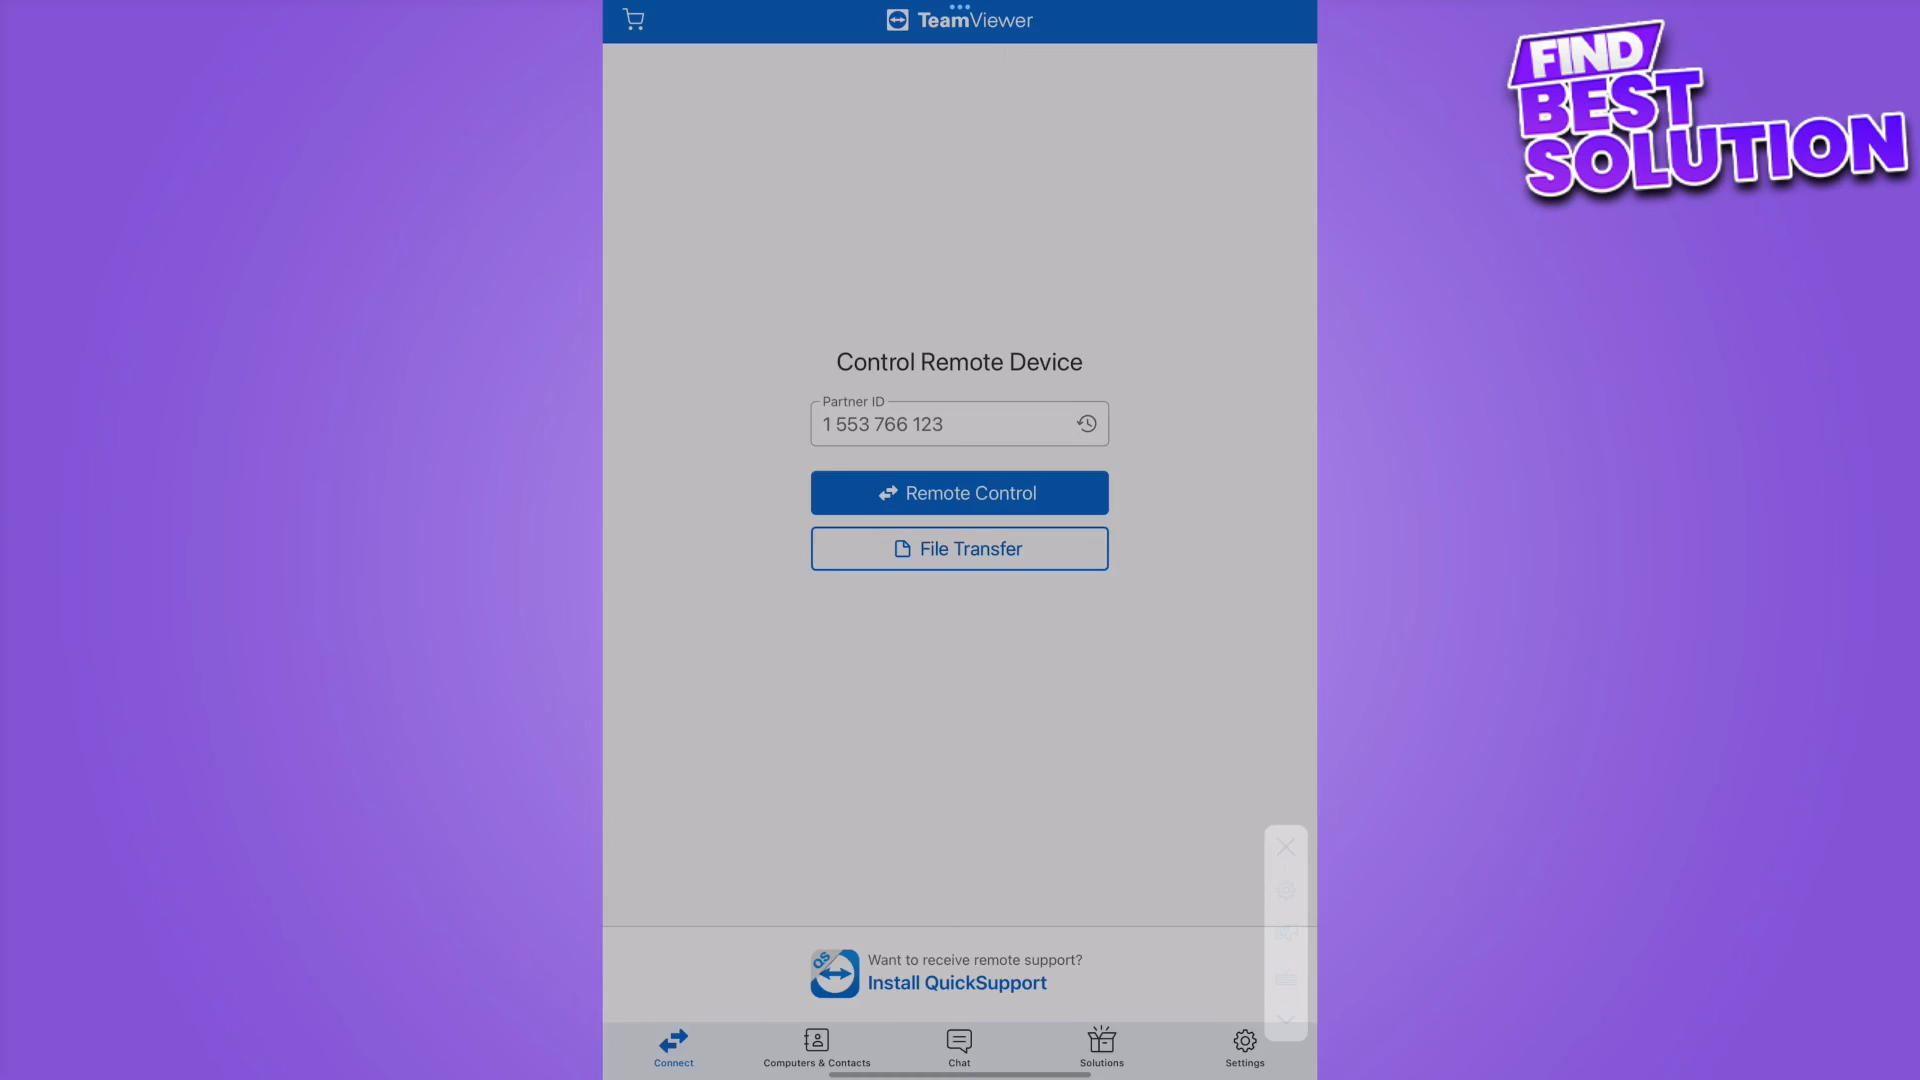 TeamViewer
FIND
BEST
SOLUTION
Control Remote Device
Partner ID
1 553 766 123
Remote Control
File Transfer
QS
Want to receive remote support?
Install QuickSupport
Connect
Computers & Contacts
Chat
Solutions
Settings